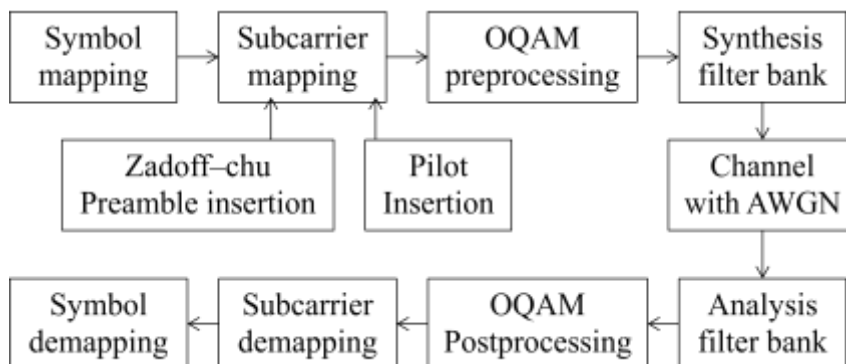 Symbol
mapping
Subcarrier
mapping
OQAM
preprocessing
Synthesis
filter bank
Zadoff–chu
Preamble insertion
Pilot
Insertion
Channel
with AWGN
Symbol
demapping
Subcarrier
demapping
OQAM
Postprocessing
Analysis
filter bank